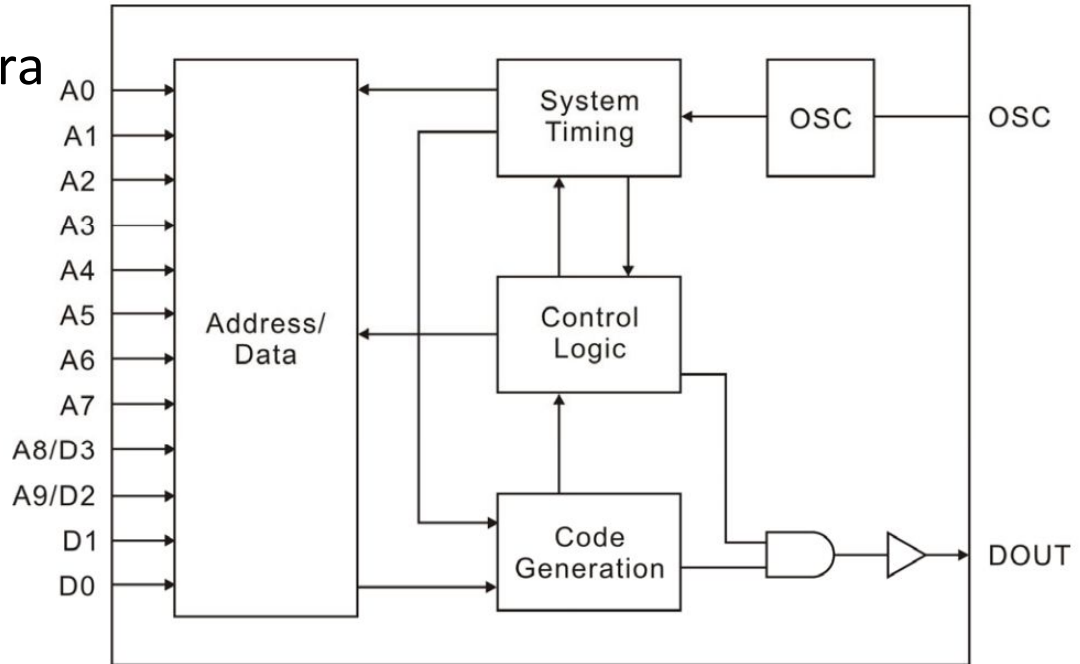 ra
A0
A1
A2
A3
A4
A5
A6
A7
A8/D3
A9/D2
D1
D0
Address/
Data
System
Timing
OSC
OSC
Control
Logic
Code
Generation
DOUT